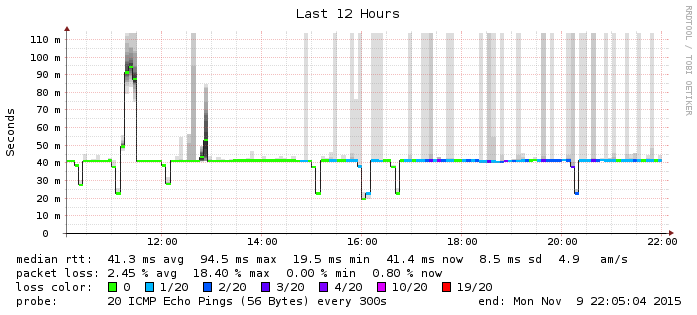 Last 12 Hours
RRDTOOL / TOBI OETIKER
Seconds
110 m
100 m
90 m
80 m
70 m
60 m
50 m
40 m
30 m
20 m
10 m
0
12:00 14:00 16:00 18:00 20:00 22:00
median rtt: 41.3 ms avg 94.5 ms max 19.5 ms min 41.4 ms now 8.5 ms sd 4.9 am/s
packet loss: 2.45 % avg 18.40 % max 0.00 % min 0.80 % now
loss color: 0 1/20 2/20 3/20 4/20 10/20 19/20
probe: 20 ICMP Echo Pings (56 Bytes) every 300s end: Mon Nov 9 22:05:04 2015